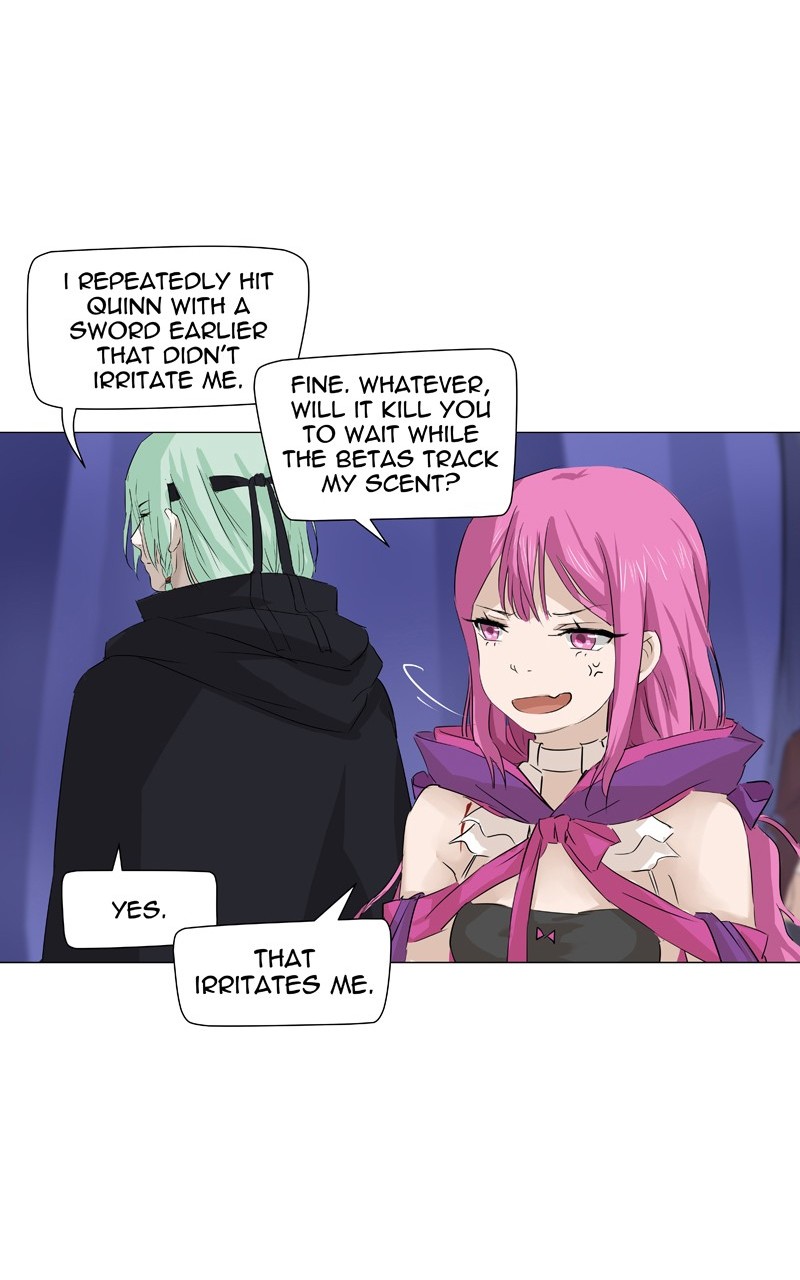 I REPEATEDLY HIT
QUINN WITH A
SWORD EARLIER
THAT DIDN'T
IRRITATE ME.
FINE. WHATEVER,
WILL IT KILL YOU
TO WAIT WHILE
THE BETAS TRACK
MY SCENT?
YES.
THAT
IRRITATES ME.